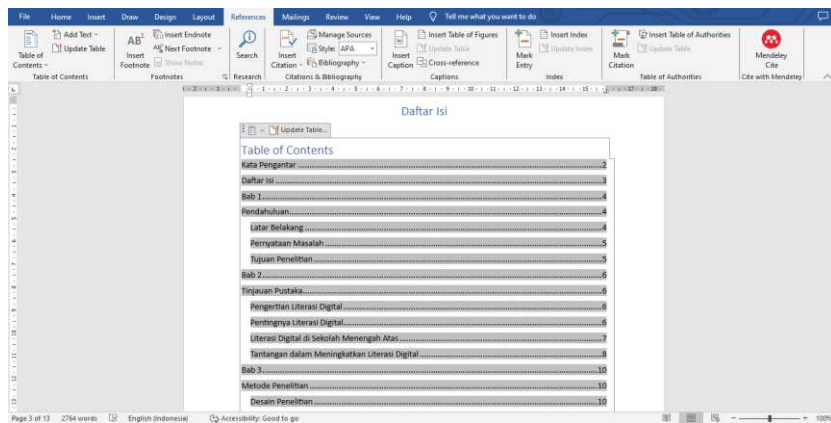 File Home Insert Draw Design Layout References Mailings Review View Help Tell me what you want to do
Table of Contents
Add Text
Update Table
Table of Contents
AB¹ Insert Footnote
Insert Endnote
Next Footnote
Show Notes
Footnotes
Search
Research
Insert Citation
Manage Sources
Style: APA
Bibliography
Citations & Bibliography
Insert Caption
Insert Table of Figures
Update Table
Cross-reference
Captions
Mark Entry
Insert Index
Update Index
Index
Mark Citation
Insert Table of Authorities
Update Table
Table of Authorities
Mendeley Cite
Cite with Mendeley
Daftar Isi
Update Table...
Table of Contents
Kata Pengantar 2
Daftar Isi 3
Bab 1 4
Pendahuluan 4
Latar Belakang 4
Pernyataan Masalah 5
Tujuan Penelitian 5
Bab 2 6
Tinjauan Pustaka 6
Pengertian Literasi Digital 6
Pentingnya Literasi Digital 6
Literasi Digital di Sekolah Menengah Atas 7
Tantangan dalam Meningkatkan Literasi Digital 8
Bab 3 10
Metode Penelitian 10
Desain Penelitian 10
Page 3 of 13 2764 words English (Indonesia) Accessibility: Good to go 100%